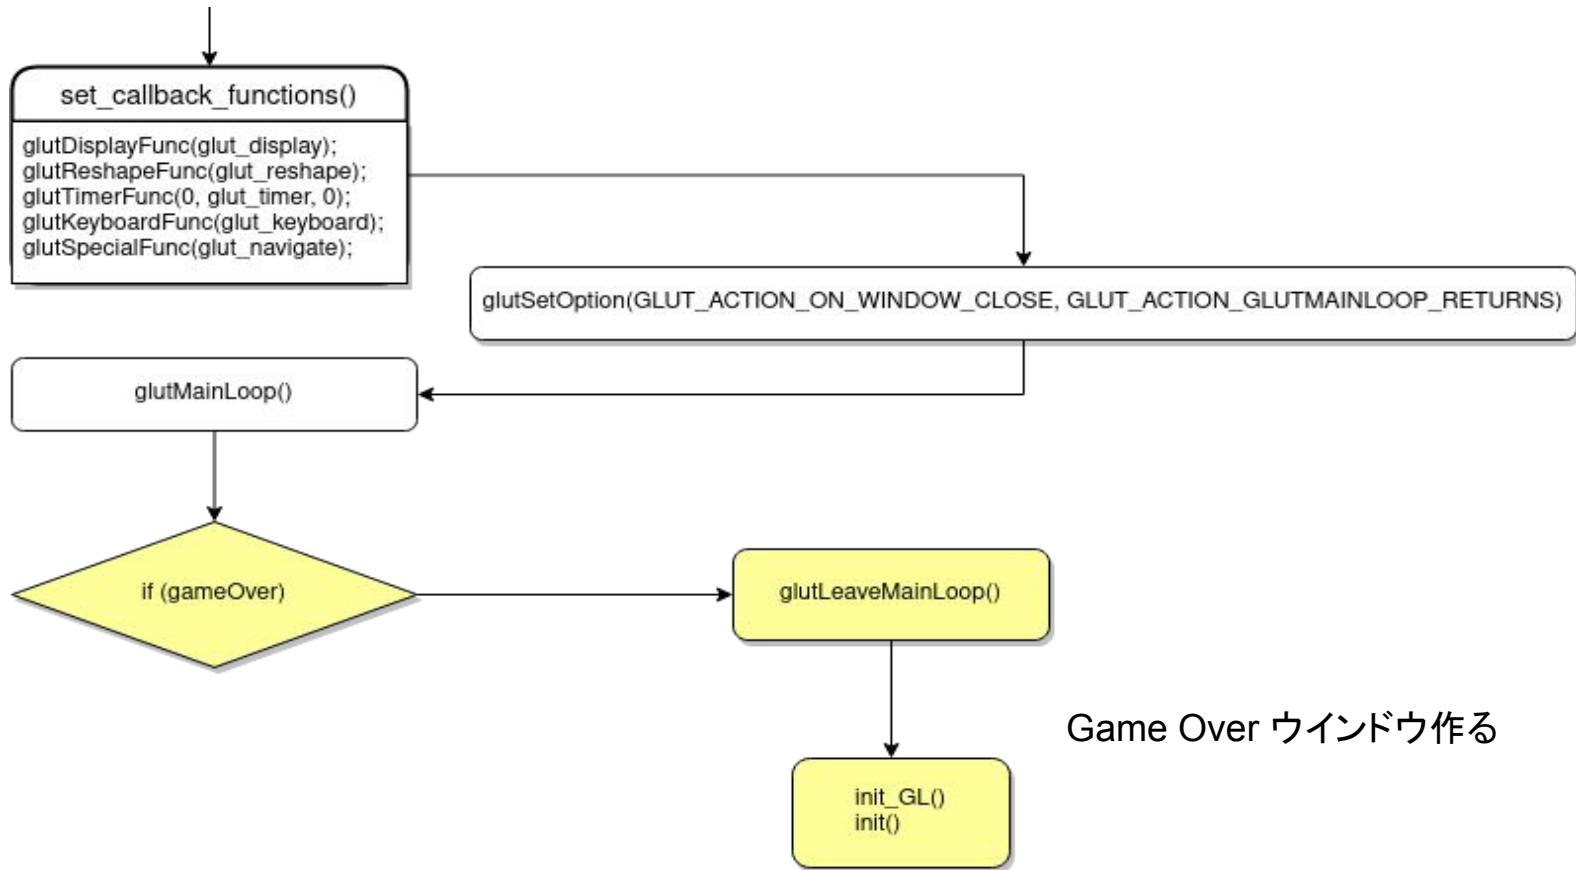 set_callback_functions()
glutDisplayFunc(glut_display);
glutReshapeFunc(glut_reshape);
glutTimerFunc(0, glut_timer, 0);
glutKeyboardFunc(glut_keyboard);
glutSpecialFunc(glut_navigate);
glutSetOption(GLUT_ACTION_ON_WINDOW_CLOSE, GLUT_ACTION_GLUTMAINLOOP_RETURNS)
glutMainLoop()
if (gameOver)
glutLeaveMainLoop()
Game Over ウインドウ作る
init_GL()
init()